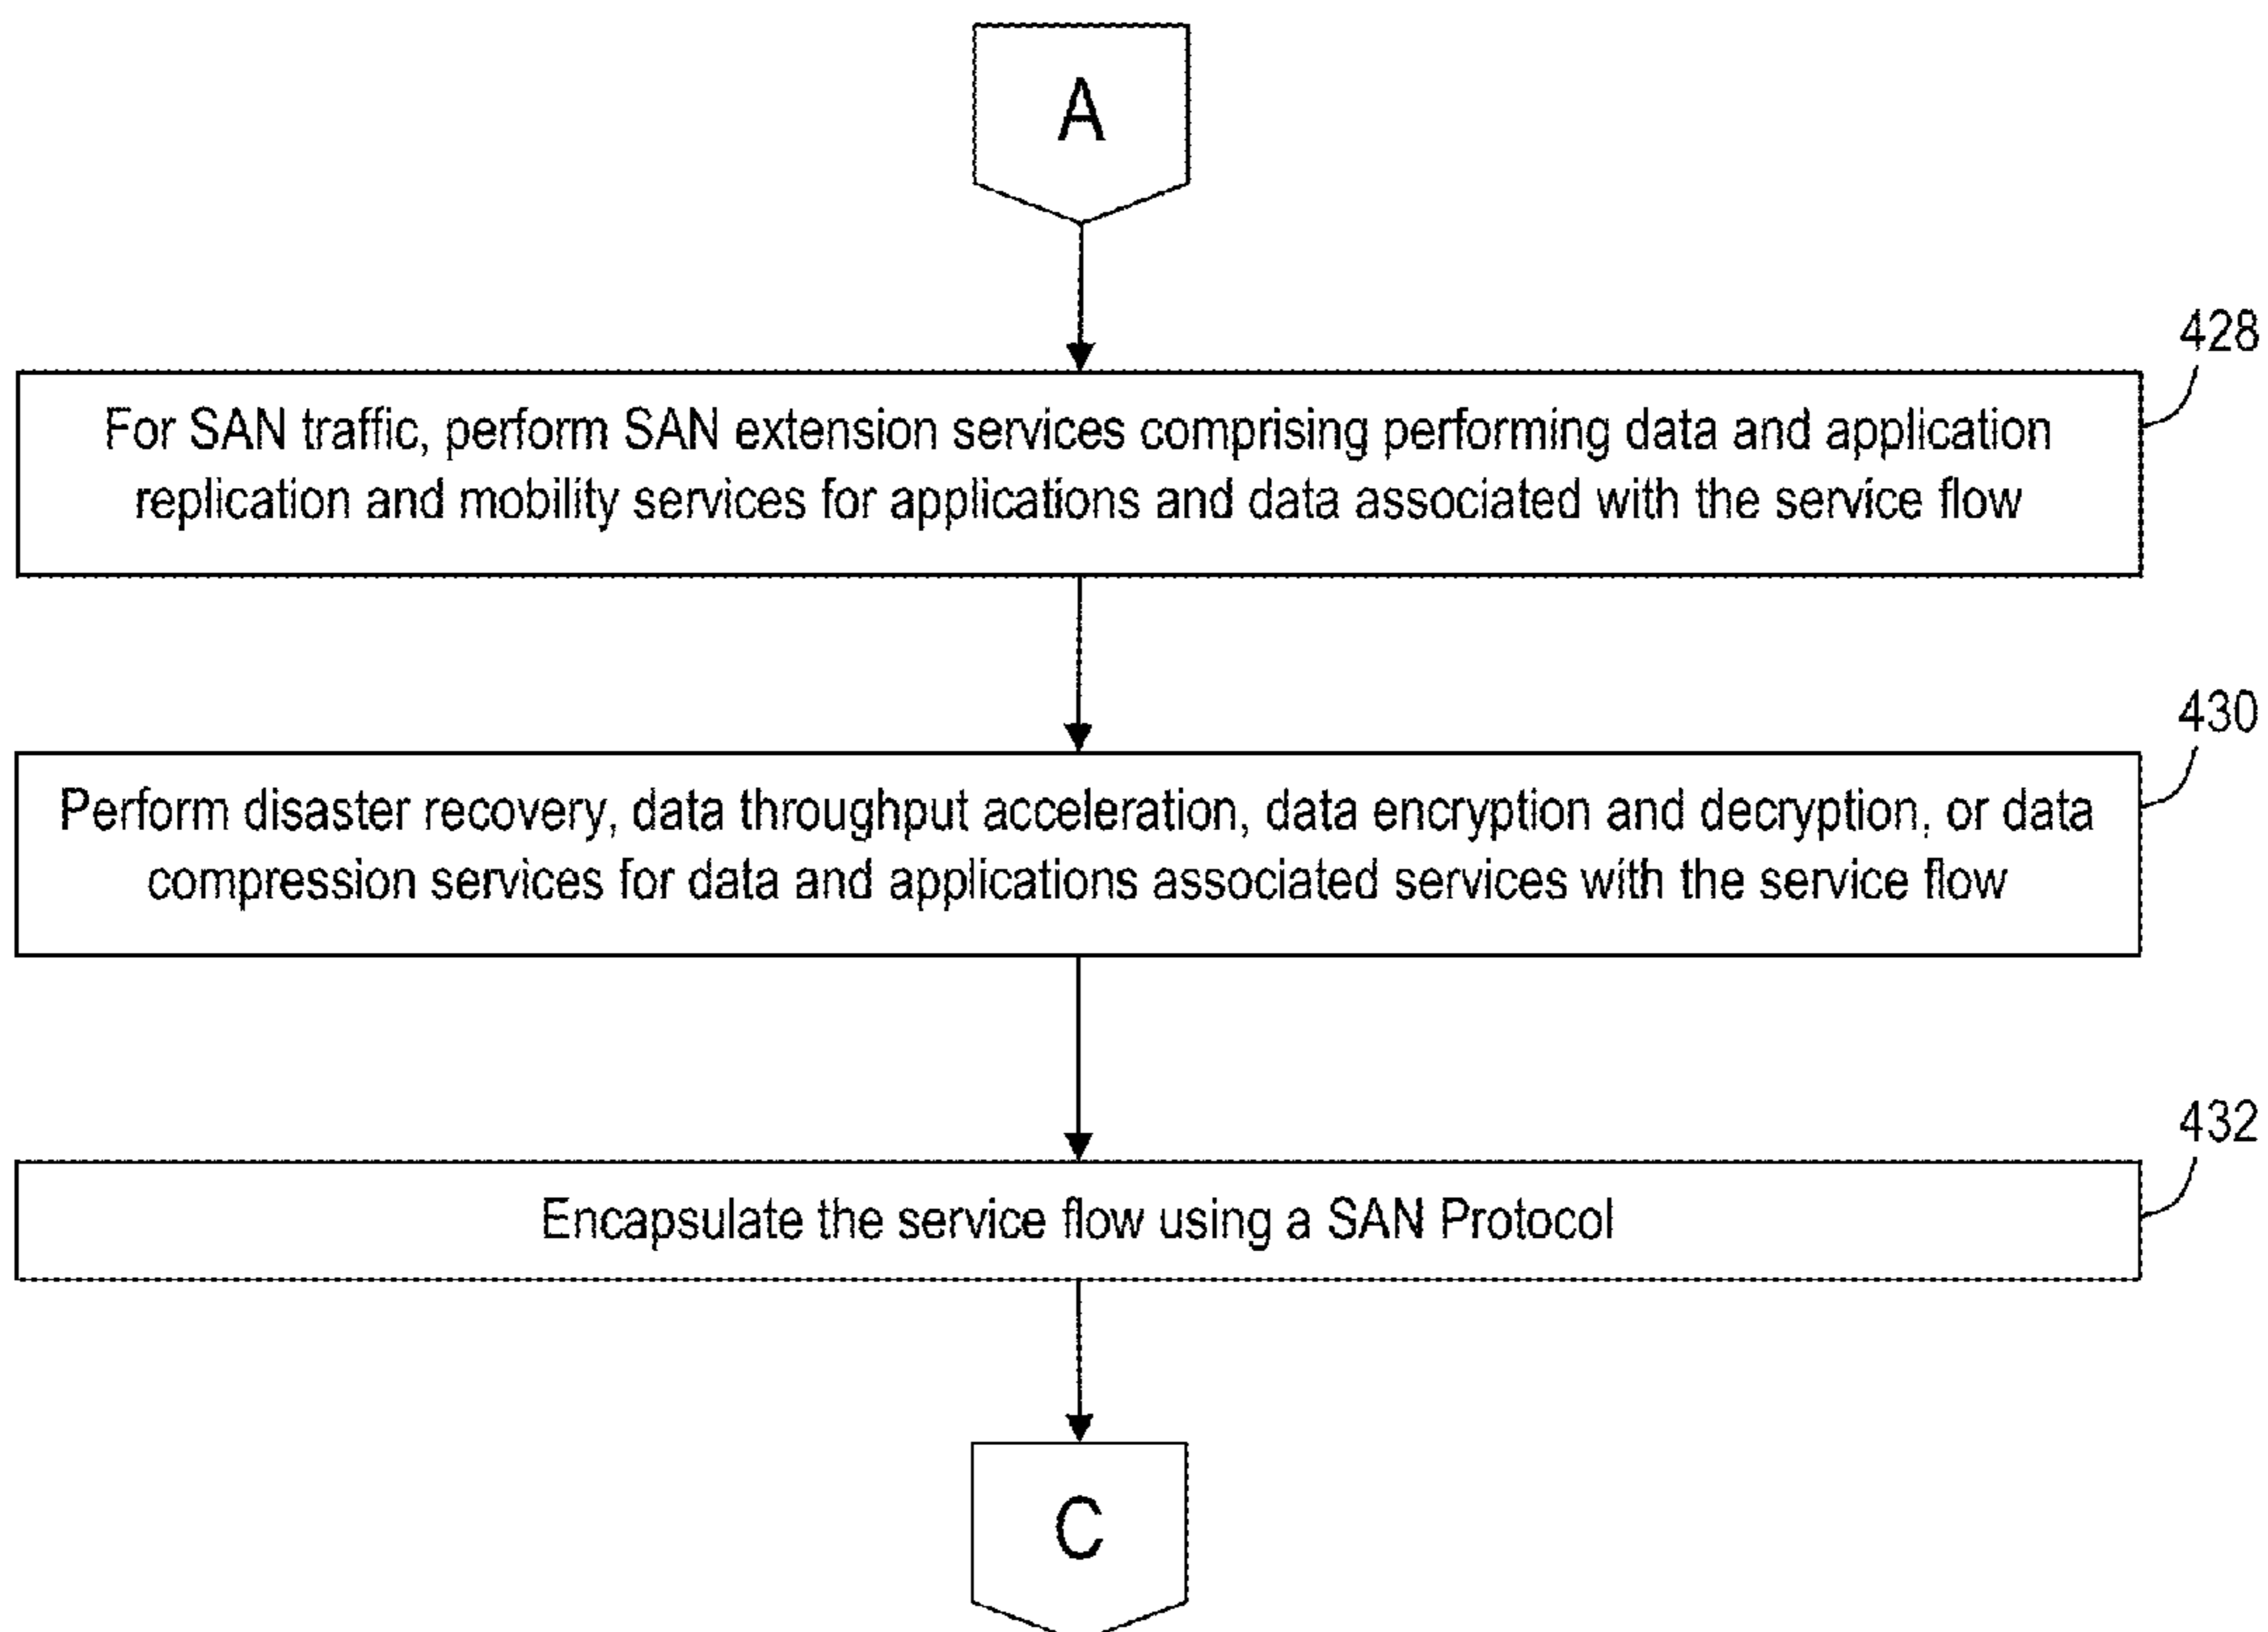 A
428
For SAN traffic, perform SAN extension services comprising performing data and application
replication and mobility services for applications and data associated with the service flow
430
Perform disaster recovery, data throughput acceleration, data encryption and decryption, or data
compression services for data and applications associated services with the service flow
432
Encapsulate the service flow using a SAN Protocol
C